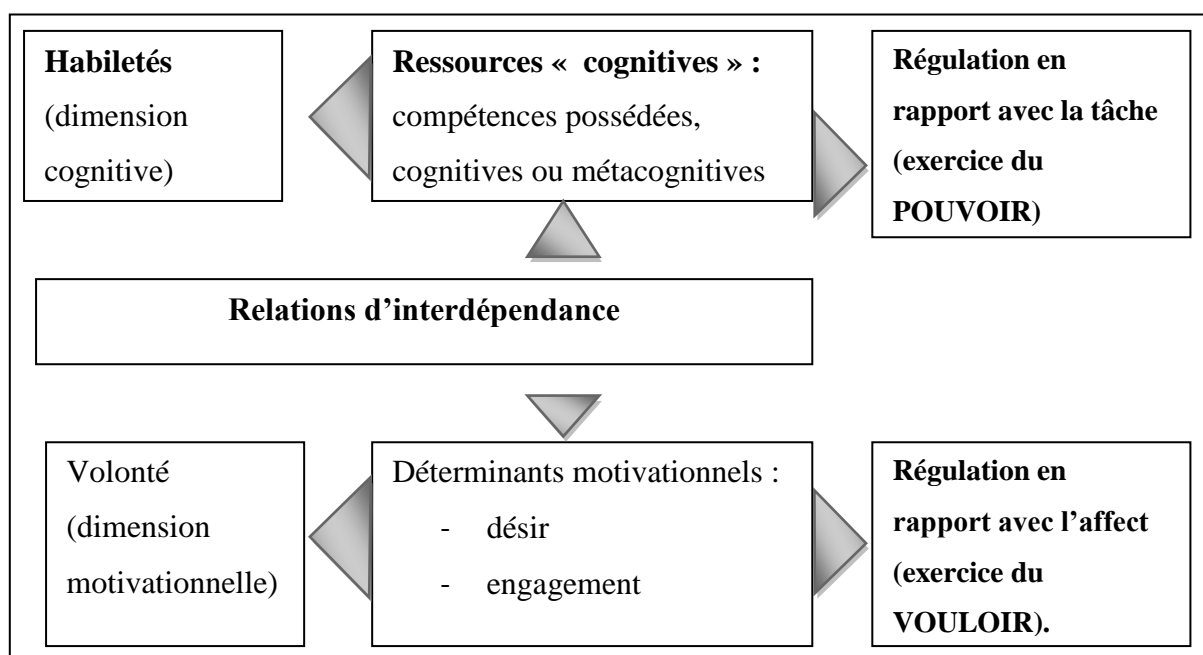 Habiletés
(dimension
cognitive)
Ressources «  cognitives » :
compétences possédées,
cognitives ou métacognitives
Régulation en
rapport avec la tâche
(exercice du
POUVOIR)
Relations d’interdépendance
Volonté
(dimension
motivationnelle)
Déterminants motivationnels :
- désir
- engagement
Régulation en
rapport avec l’affect
(exercice du
VOULOIR).